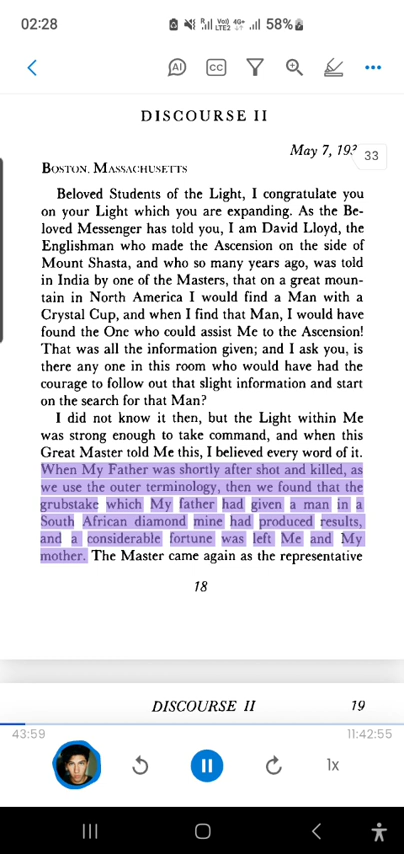 02:28
Vo)) LTE2 4G+ 58%
AI CC
DISCOURSE II
May 7, 193
33
BOSTON, MASSACHUSETTS
Beloved Students of the Light, I congratulate you
on your Light which you are expanding. As the Be-
loved Messenger has told you, I am David Lloyd, the
Englishman who made the Ascension on the side of
Mount Shasta, and who so many years ago, was told
in India by one of the Masters, that on a great moun-
tain in North America I would find a Man with a
Crystal Cup, and when I find that Man, I would have
found the One who could assist Me to the Ascension!
That was all the information given; and I ask you, is
there any one in this room who would have had the
courage to follow out that slight information and start
on the search for that Man?
I did not know it then, but the Light within Me
was strong enough to take command, and when this
Great Master told Me this, I believed every word of it.
When My Father was shortly after shot and killed, as
we use the outer terminology, then we found that the
grubstake which My father had given a man in a
South African diamond mine had produced results,
and a considerable fortune was left Me and My
mother. The Master came again as the representative
18
DISCOURSE II 19
43:59 11:42:55
1x